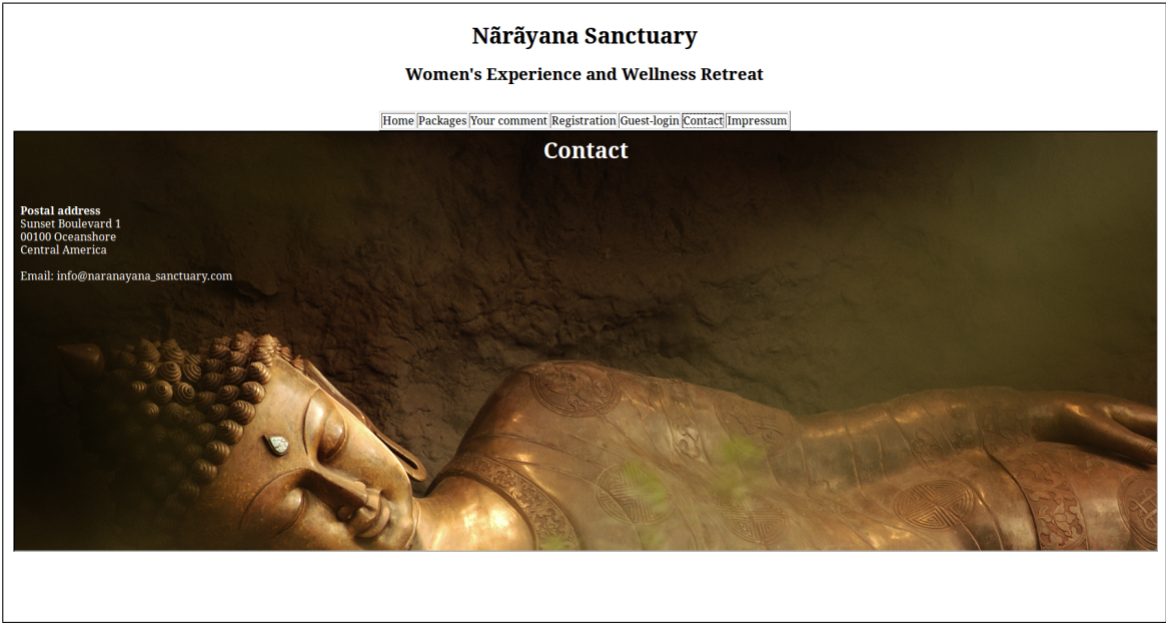 Nãrãyana Sanctuary
Women's Experience and Wellness Retreat
Home Packages Your comment Registration Guest-login Contact Impressum
Contact
Postal address
Sunset Boulevard 1
00100 Oceanshore
Central America
Email: info@naranayana_sanctuary.com